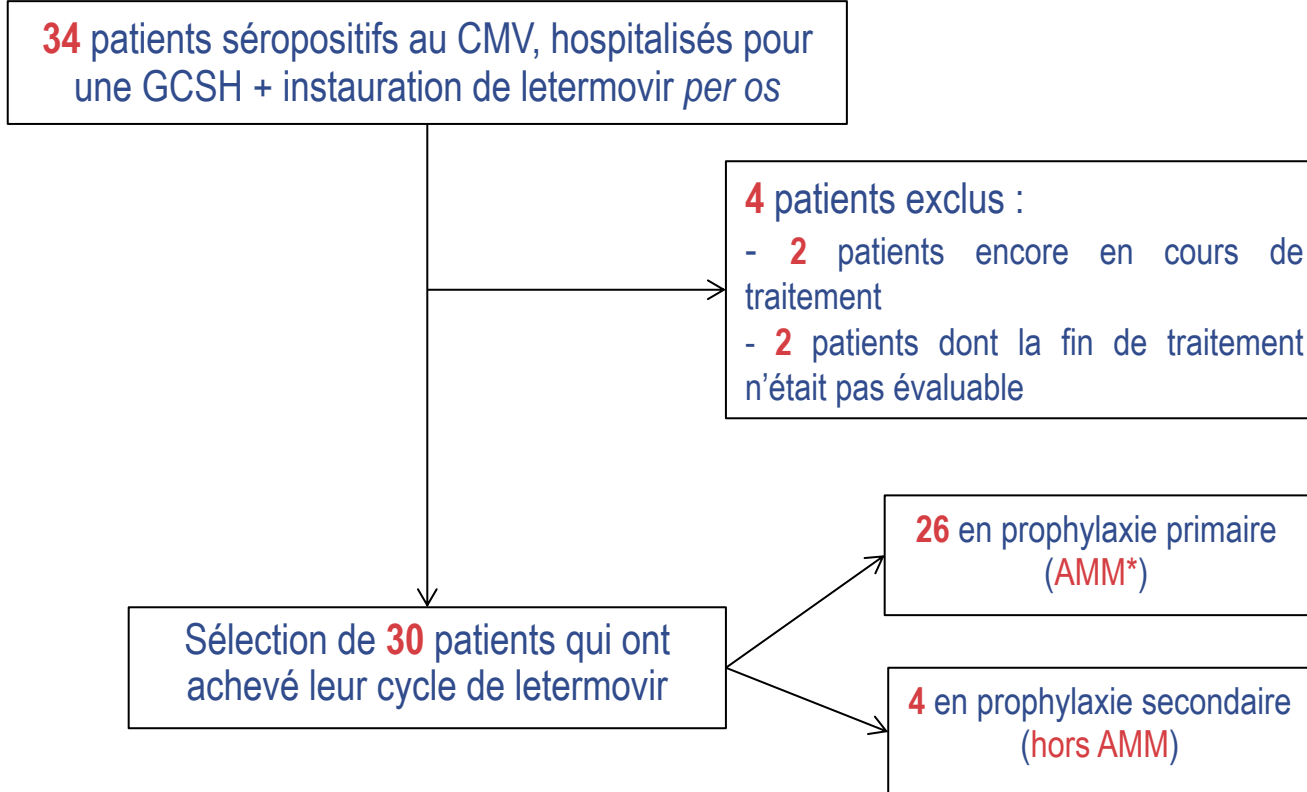 34 patients séropositifs au CMV, hospitalisés pour
une GCSH + instauration de letermovir per os
4 patients exclus :
- 2 patients encore en cours de
traitement
- 2 patients dont la fin de traitement
n'était pas évaluable
26 en prophylaxie primaire
(AMM*)
Sélection de 30 patients qui ont
achevé leur cycle de letermovir
4 en prophylaxie secondaire
(hors AMM)